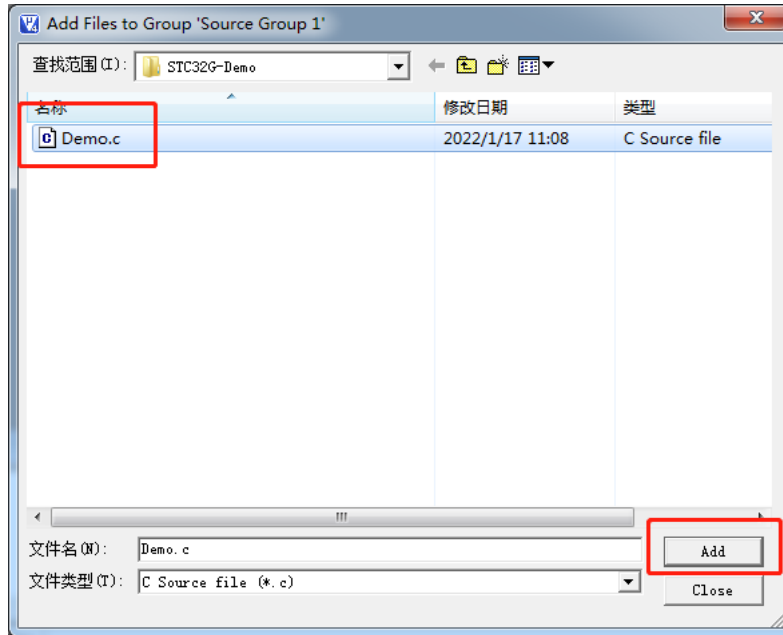 Add Files to Group 'Source Group 1'
查找范围(I): STC32G-Demo
名称 修改日期 类型
Demo.c 2022/1/17 11:08 C Source file
文件名(N): Demo.c Add
文件类型(T): C Source file (*.c) Close